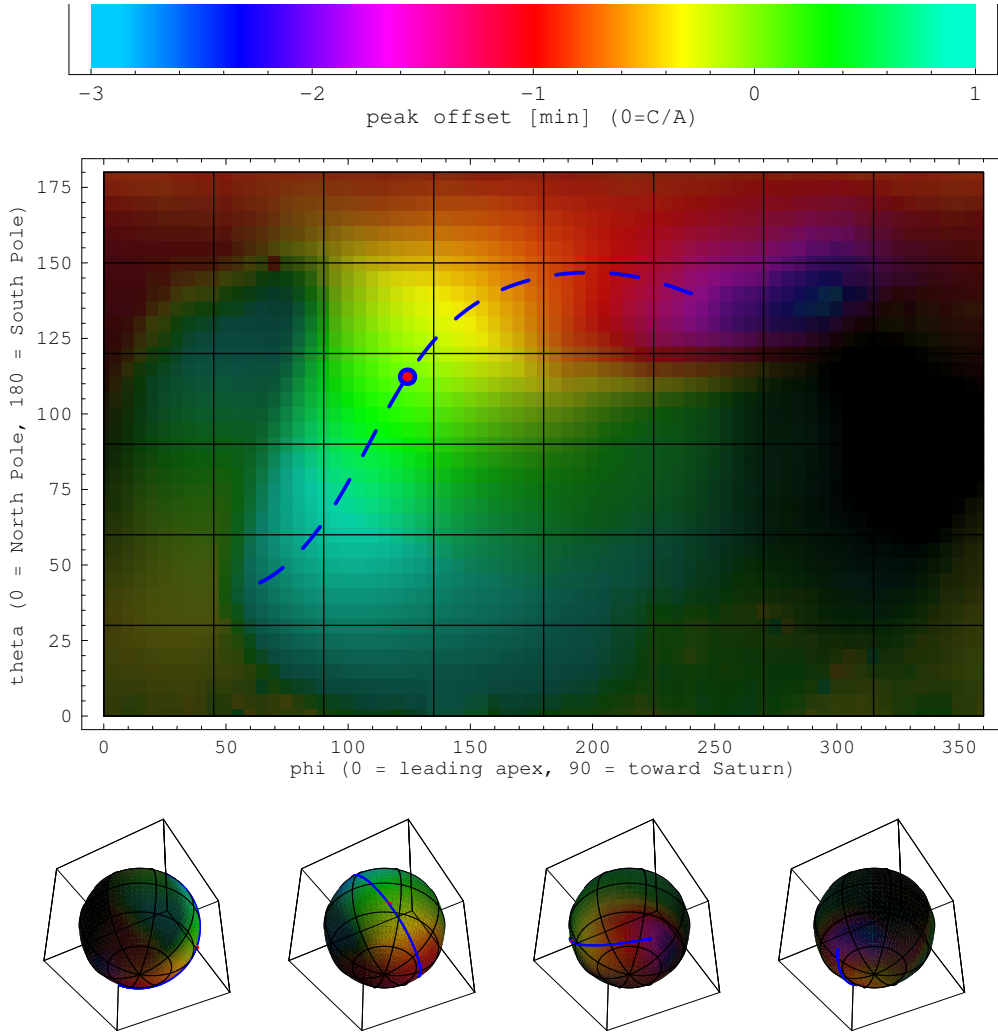 −3 −2 −1 0 1
peak offset [min] (0=C/A)
theta (0 = North Pole, 180 = South Pole)
175
150
125
100
75
50
25
0
0 50 100 150 200 250 300 350
phi (0 = leading apex, 90 = toward Saturn)